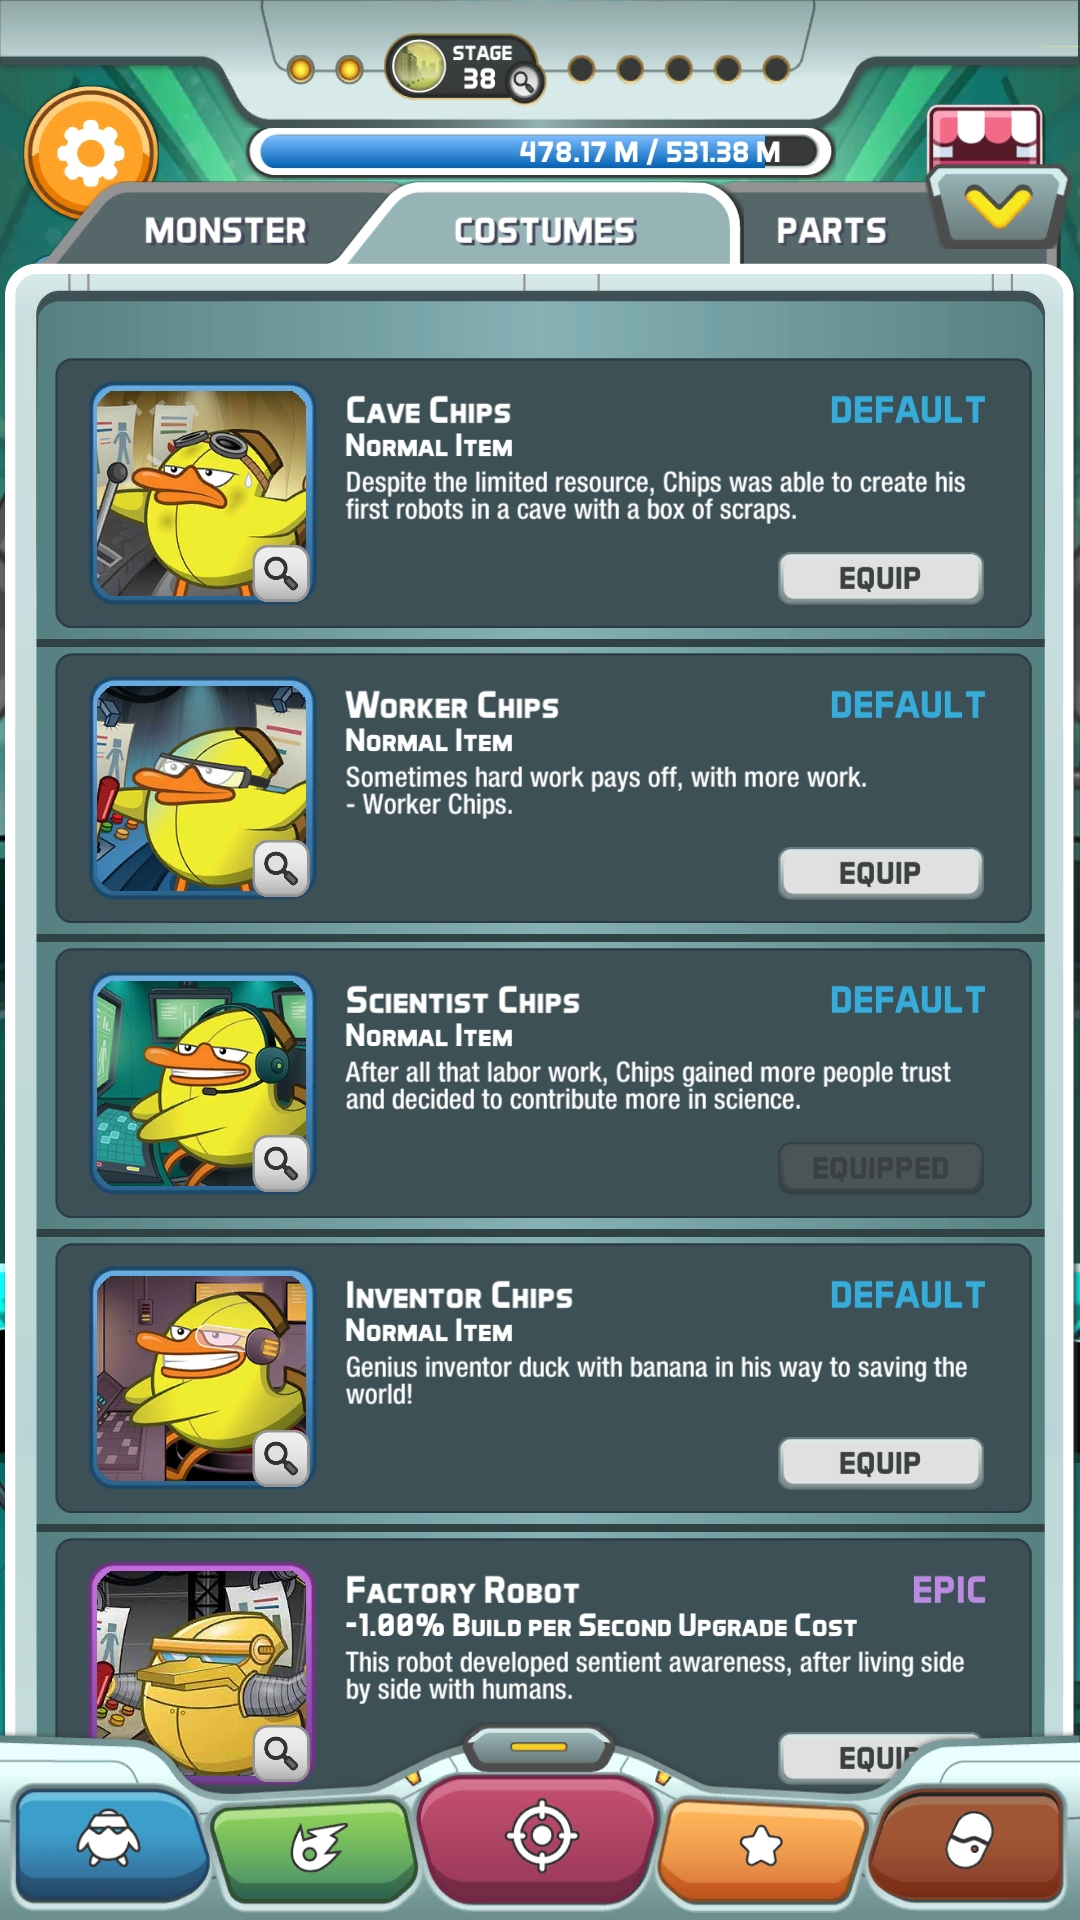 STAGE
38
478.17 M / 531.38 M
MONSTER
COSTUMES
PARTS
CAVE CHIPS
DEFAULT
NORMAL ITEM
Despite the limited resource, Chips was able to create his
first robots in a cave with a box of scraps.
EQUIP
WORKER CHIPS
DEFAULT
NORMAL ITEM
Sometimes hard work pays off, with more work.
- Worker Chips.
EQUIP
SCIENTIST CHIPS
DEFAULT
NORMAL ITEM
After all that labor work, Chips gained more people trust
and decided to contribute more in science.
EQUIPPED
INVENTOR CHIPS
DEFAULT
NORMAL ITEM
Genius inventor duck with banana in his way to saving the
world!
EQUIP
FACTORY ROBOT
EPIC
-1.00% BUILD PER SECOND UPGRADE COST
This robot developed sentient awareness, after living side
by side with humans.
EQUIP